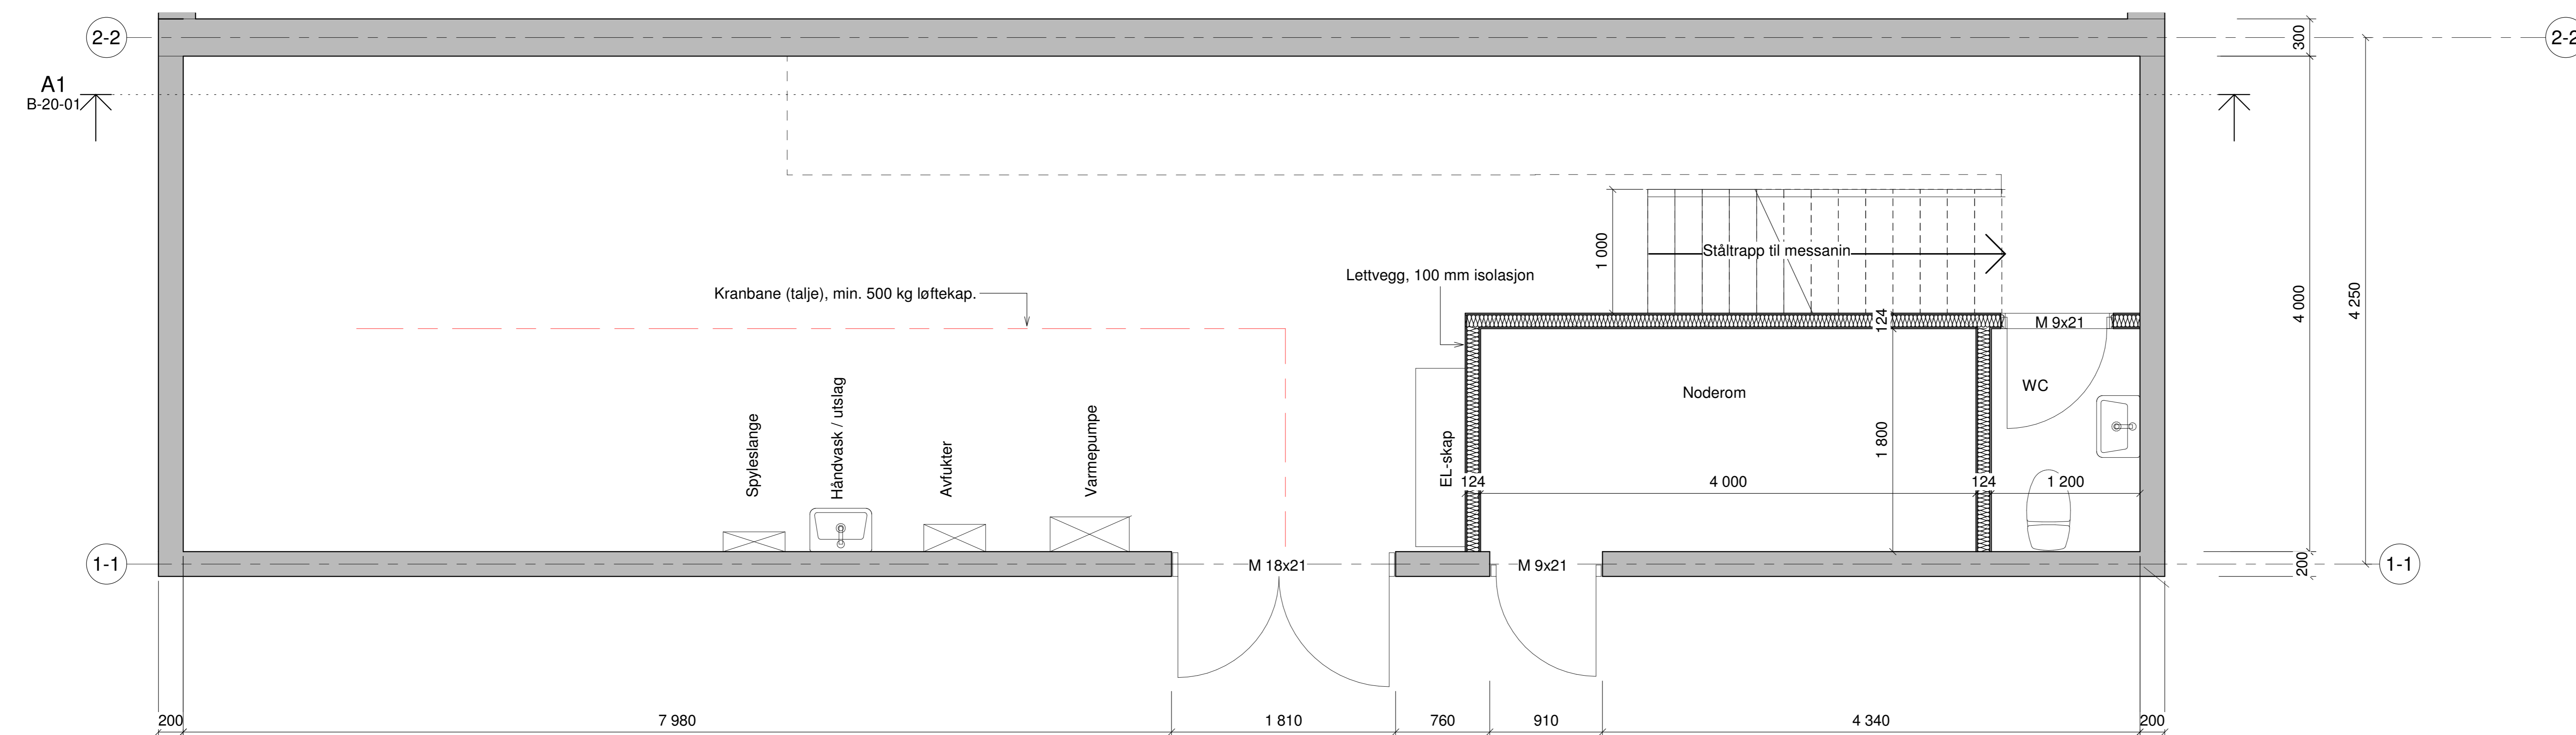 2-2
2-2
300
A1
B-20-01
1 000
Ståltrapp til messanin
Lettvegg, 100 mm isolasjon
Kranbane (talje), min. 500 kg løftekap.
4 000
4 250
124
M 9x21
WC
Noderom
Spyleslange
Håndvask / utslag
Avfukter
Varmepumpe
EL-skap
1 800
124
4 000
124
1 200
1-1
M 18x21
M 9x21
200
1-1
200
7 980
1 810
760
910
4 340
200